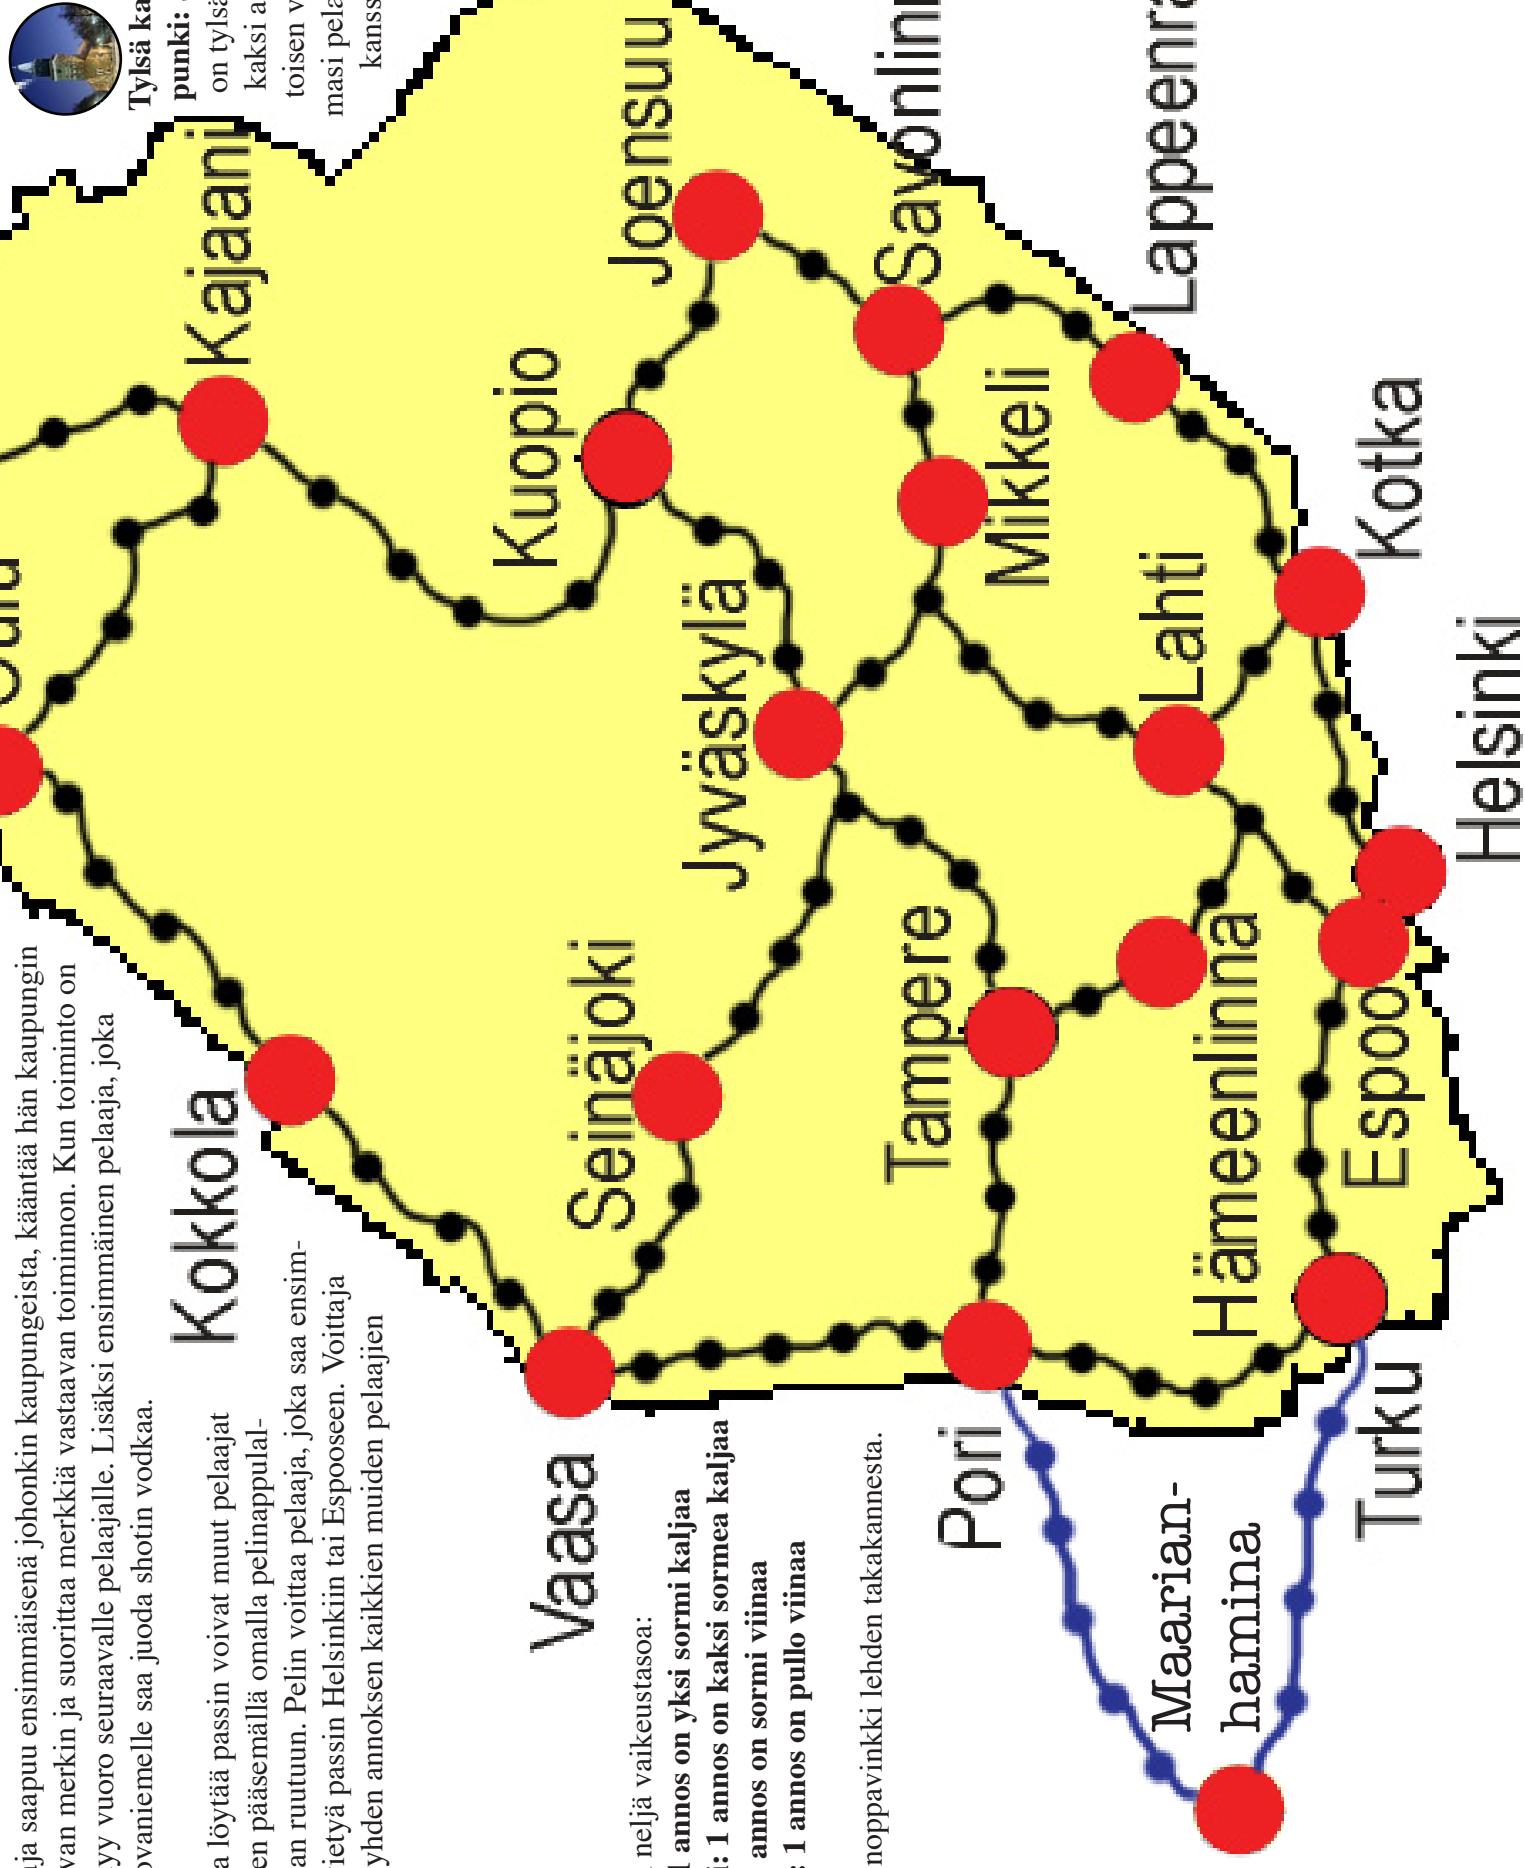 Tylsä ka
punki:
on tylsä
kaksi a
toisen v
masi pela
kanss
ja saapuu ensimmäisenä johonkin kaupungeista, kääntää hän kaupungin
van merkin ja suorittaa merkkiä vastaavan toiminnon. Kun toiminto on
yy vuoro seuraavalle pelaajalle. Lisäksi ensimmäinen pelaaja, joka
ovaniemelle saa juoda shotin vodkaa.
a löytää passin voivat muut pelaajat
en pääsemällä omalla pelinappulal-
an ruutuun. Pelin voittaa pelaaja, joka saa ensim-
ietyä passin Helsinkiin tai Espooseen. Voittaja
yhden annoksen kaikkien muiden pelaajien
neljä vaikeustasoa:
1 annos on yksi sormi kaljaa
i: 1 annos on kaksi sormea kaljaa
annos on sormi viinaa
: 1 annos on pullo viinaa
noppavinkki lehden takakannesta.
Oulu
Kajaani
Kokkola
Kuopio
Joensuu
Vaasa
Seinäjoki
Jyväskylä
Savonlinn
Mikkeli
Tampere
Pori
Lappeenra
Lahti
Hämeenlinna
Maarian-
hamina
Kotka
Espoo
Turku
Helsinki